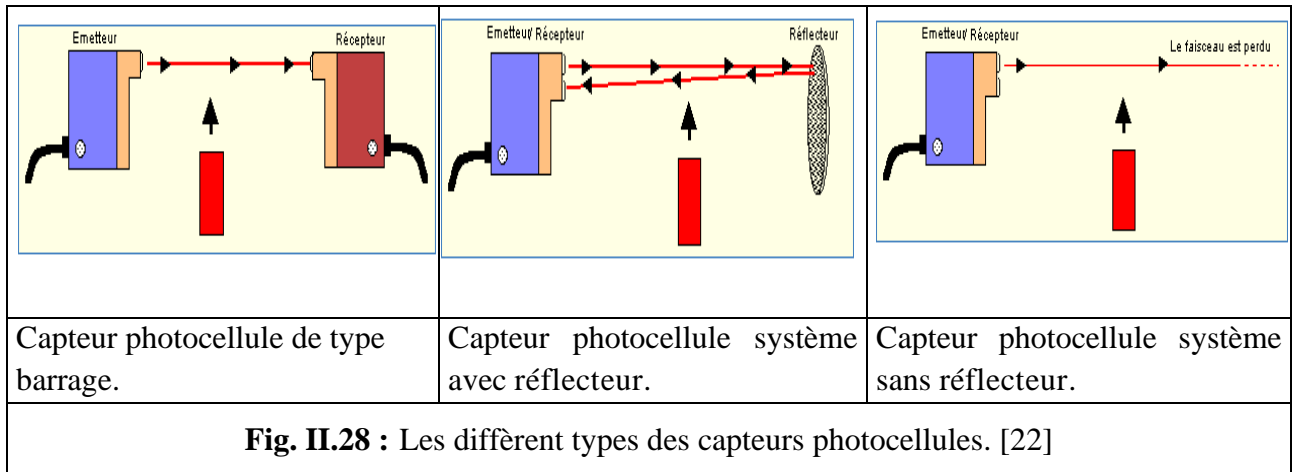 Emetteur
Récepteur
Emetteur/ Récepteur
Réflecteur
Emetteur/ Récepteur
Le faisceau est perdu
Capteur photocellule de type
barrage.
Capteur photocellule système
avec réflecteur.
Capteur photocellule système
sans réflecteur.
Fig. II.28 : Les diffèrent types des capteurs photocellules. [22]